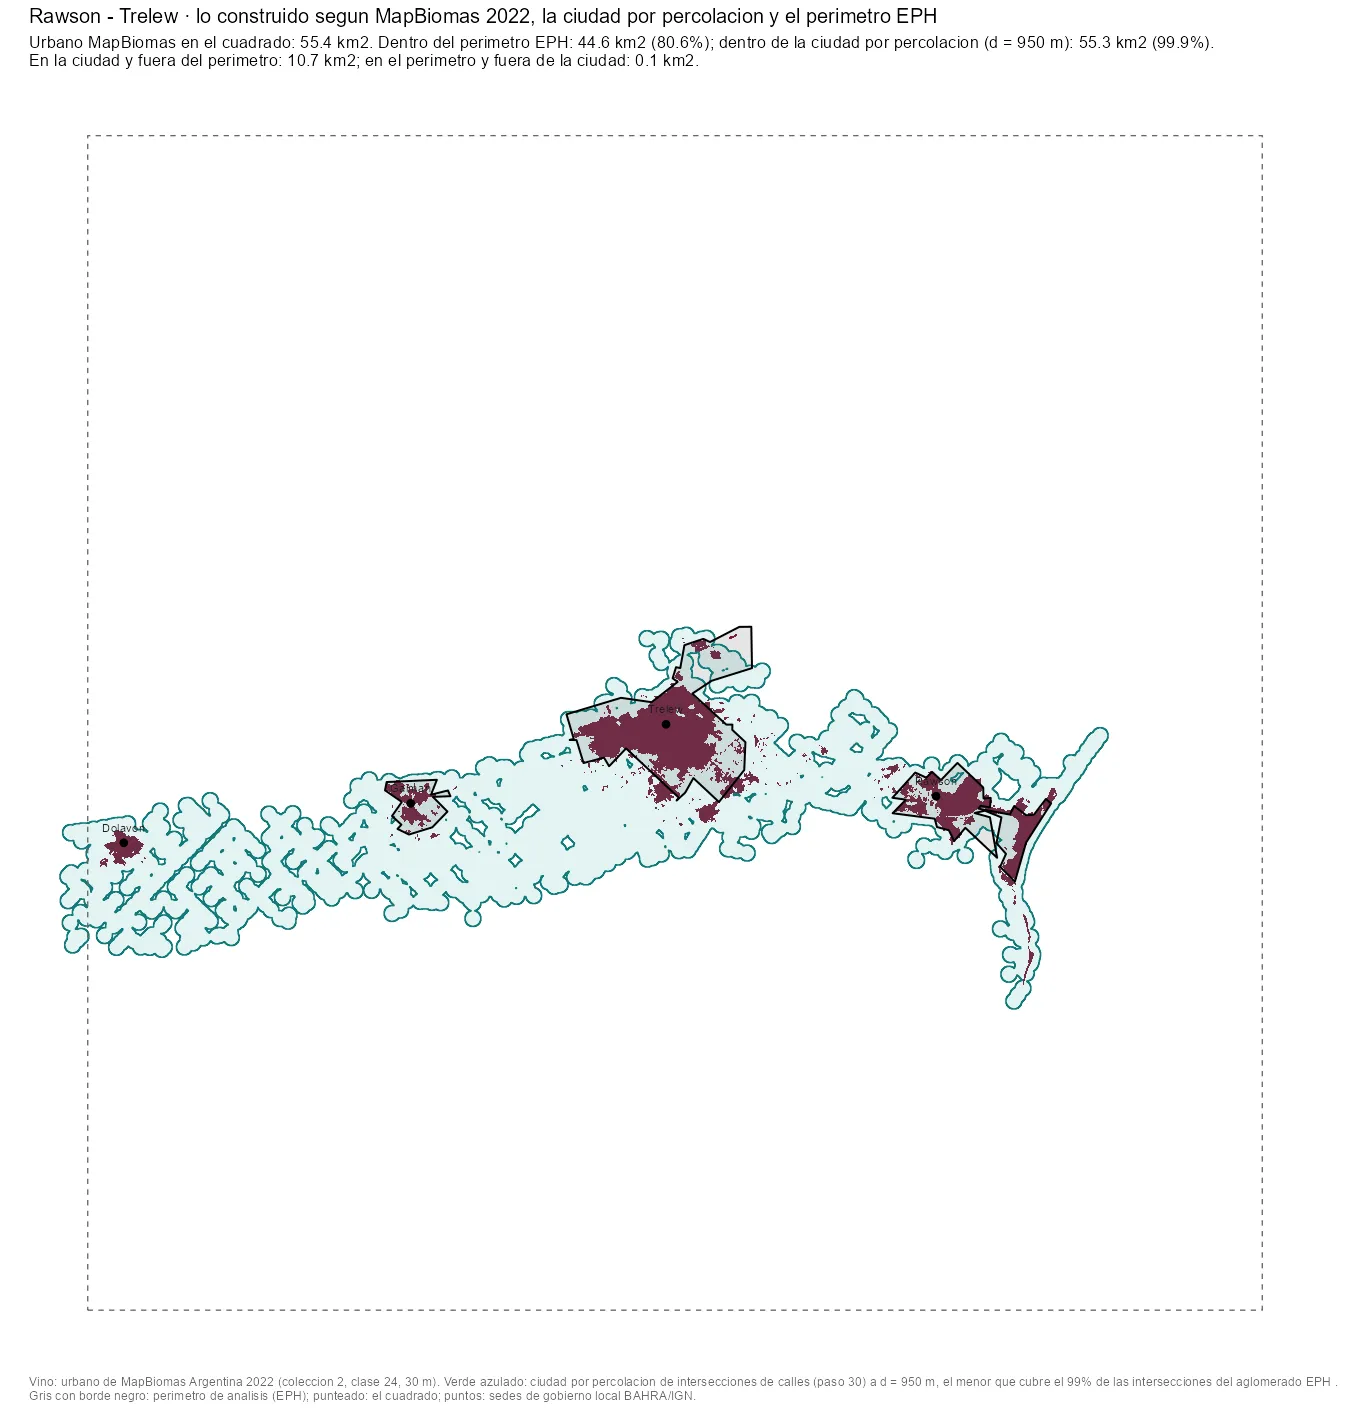 Rawson - Trelew · lo construido segun MapBiomas 2022, la ciudad por percolacion y el perimetro EPH
Urbano MapBiomas en el cuadrado: 55.4 km2. Dentro del perimetro EPH: 44.6 km2 (80.6%); dentro de la ciudad por percolacion (d = 950 m): 55.3 km2 (99.9%).
En la ciudad y fuera del perimetro: 10.7 km2; en el perimetro y fuera de la ciudad: 0.1 km2.
Trelew
Rawson
Dolavon
Vino: urbano de MapBiomas Argentina 2022 (coleccion 2, clase 24, 30 m). Verde azulado: ciudad por percolacion de intersecciones de calles (paso 30) a d = 950 m, el menor que cubre el 99% de las intersecciones del aglomerado EPH .
Gris con borde negro: perimetro de analisis (EPH); punteado: el cuadrado; puntos: sedes de gobierno local BAHRA/IGN.